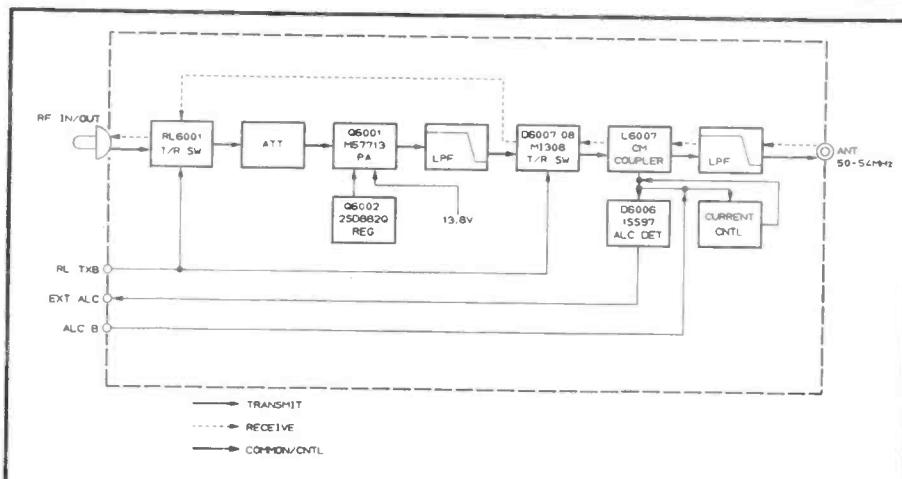 RF IN/OUT
RL6001
T/R SW
ATT
Q6001
M57713
PA
LPF
D6007 08
MI308
T/R SW
L6007
CM
COUPLER
LPF
ANT
50-54MHz
Q6002
2SD882Q
REG
13.8V
D6006
1SS97
ALC DET
CURRENT
CNTL
RL TXB
EXT ALC
ALC B
TRANSMIT
RECEIVE
COMMON/CNTL